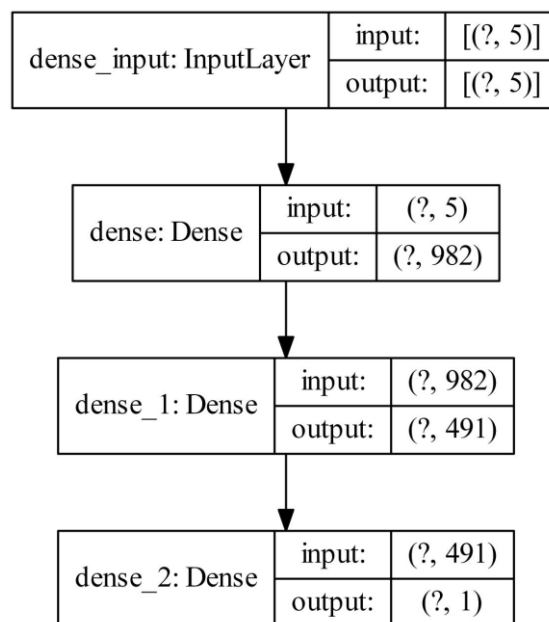 dense_input: InputLayer
input: [(?, 5)]
output: [(?, 5)]
dense: Dense
input: (?, 5)
output: (?, 982)
dense_1: Dense
input: (?, 982)
output: (?, 491)
dense_2: Dense
input: (?, 491)
output: (?, 1)